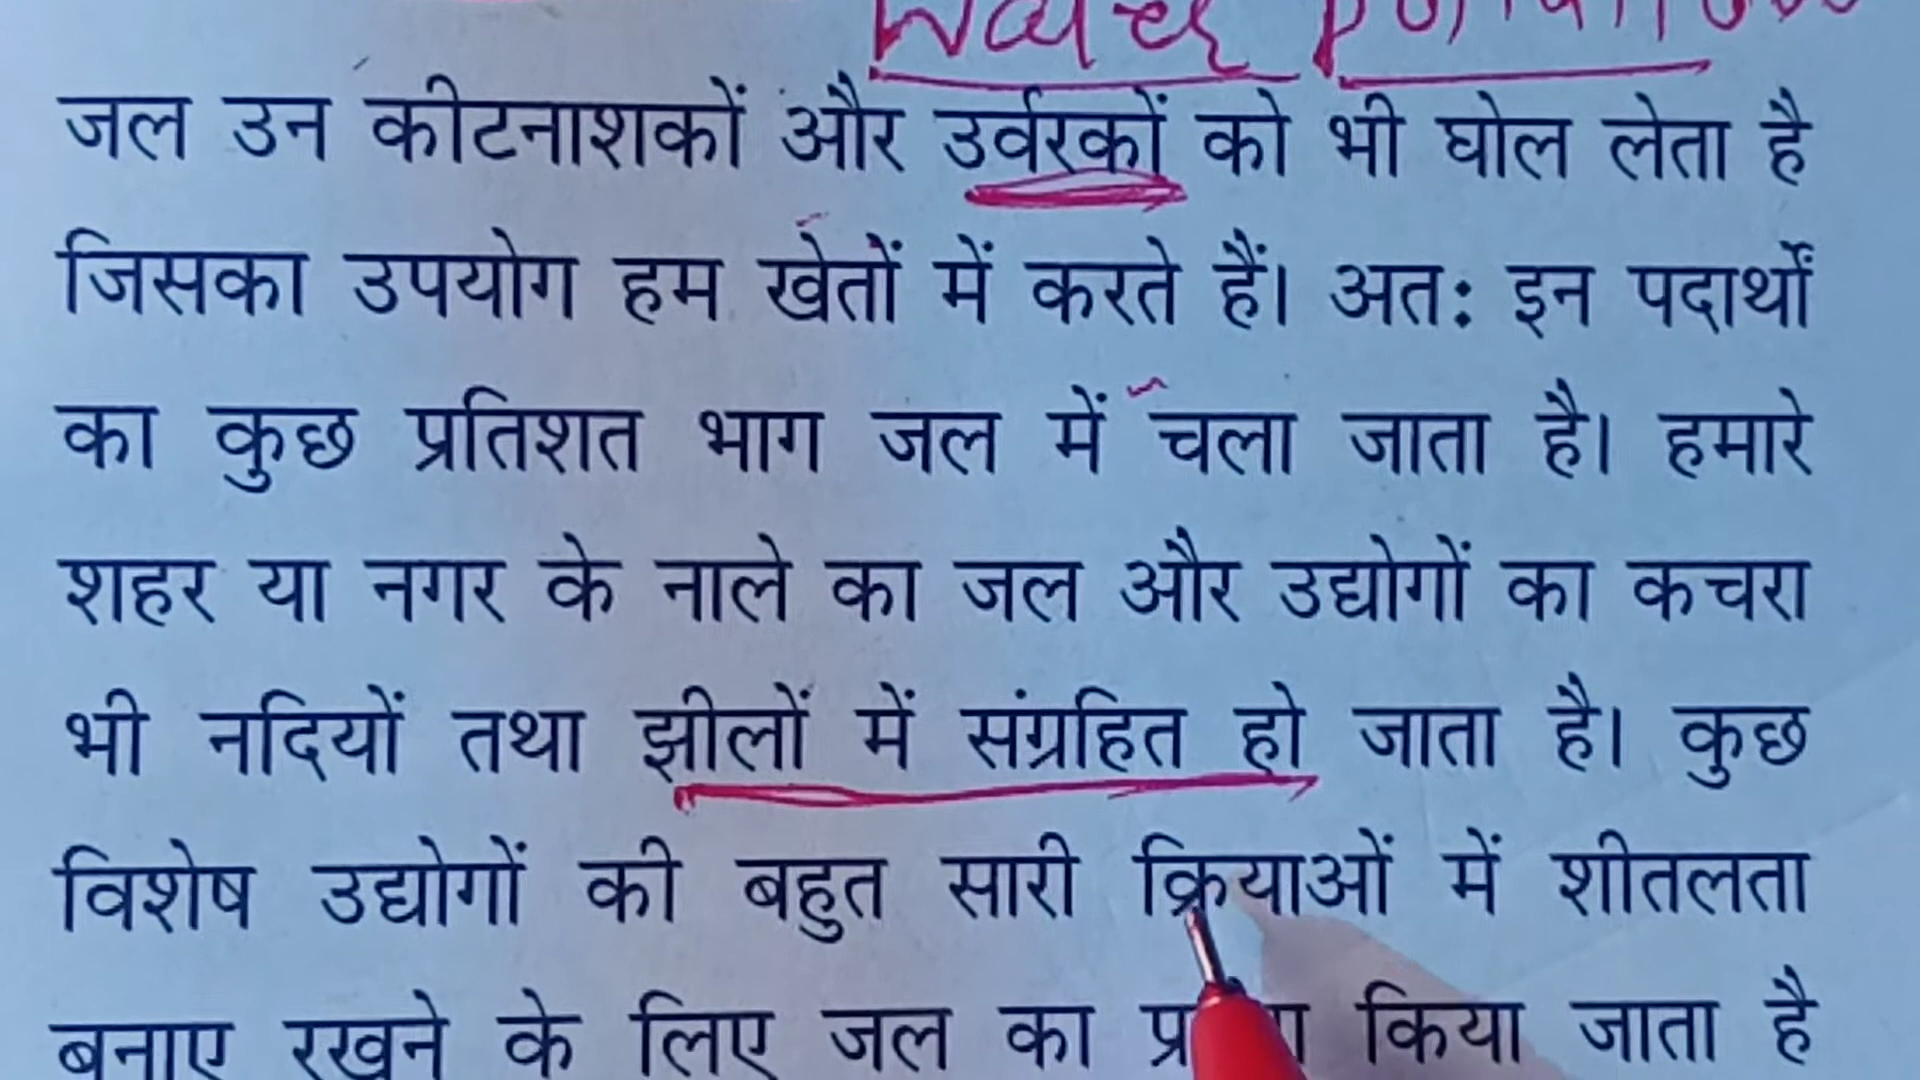 Water
जल उन कीटनाशकों और उर्वरकों को भी घोल लेता है
जिसका उपयोग हम खेतों में करते हैं। अतः इन पदार्थों
का कुछ प्रतिशत भाग जल में चला जाता है। हमारे
शहर या नगर के नाले का जल और उद्योगों का कचरा
भी नदियों तथा झीलों में संग्रहित हो जाता है। कुछ
विशेष उद्योगों की बहुत सारी क्रियाओं में शीतलता
बनाए रखने के लिए जल का किया जाता है